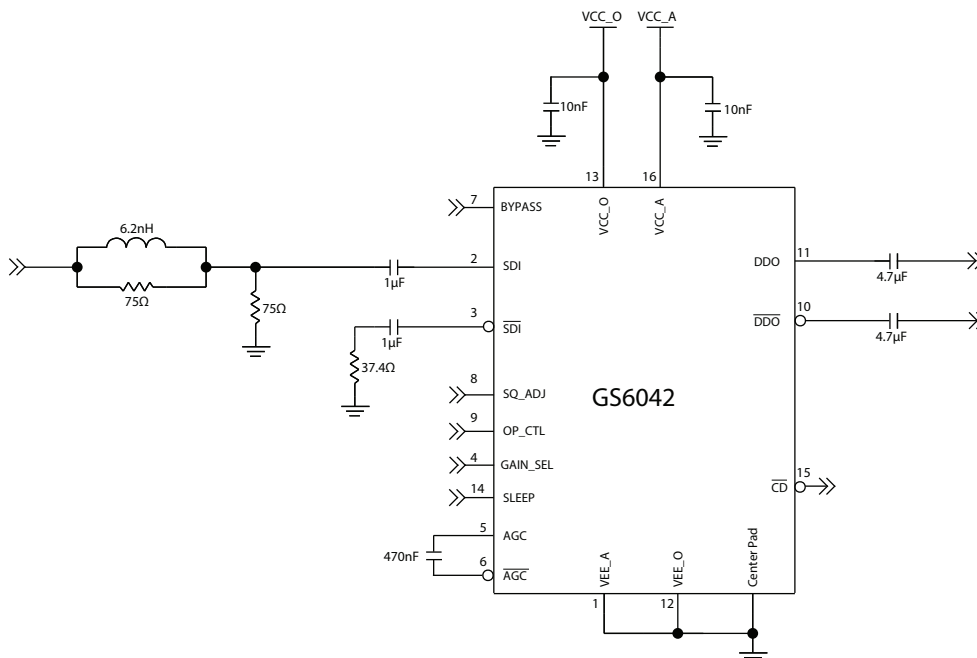 VCC_O VCC_A
10nF
10nF
13
16
VCC_O
VCC_A
7
BYPASS
6.2nH
75Ω
75Ω
2
SDI
1µF
3
SDI
1µF
37.4Ω
8
SQ_ADJ
9
OP_CTL
4
GAIN_SEL
14
SLEEP
5
AGC
470nF
6
AGC
GS6042
DDO
11
4.7µF
DDO
10
4.7µF
CD
15
VEE_A
VEE_O
Center Pad
1
12